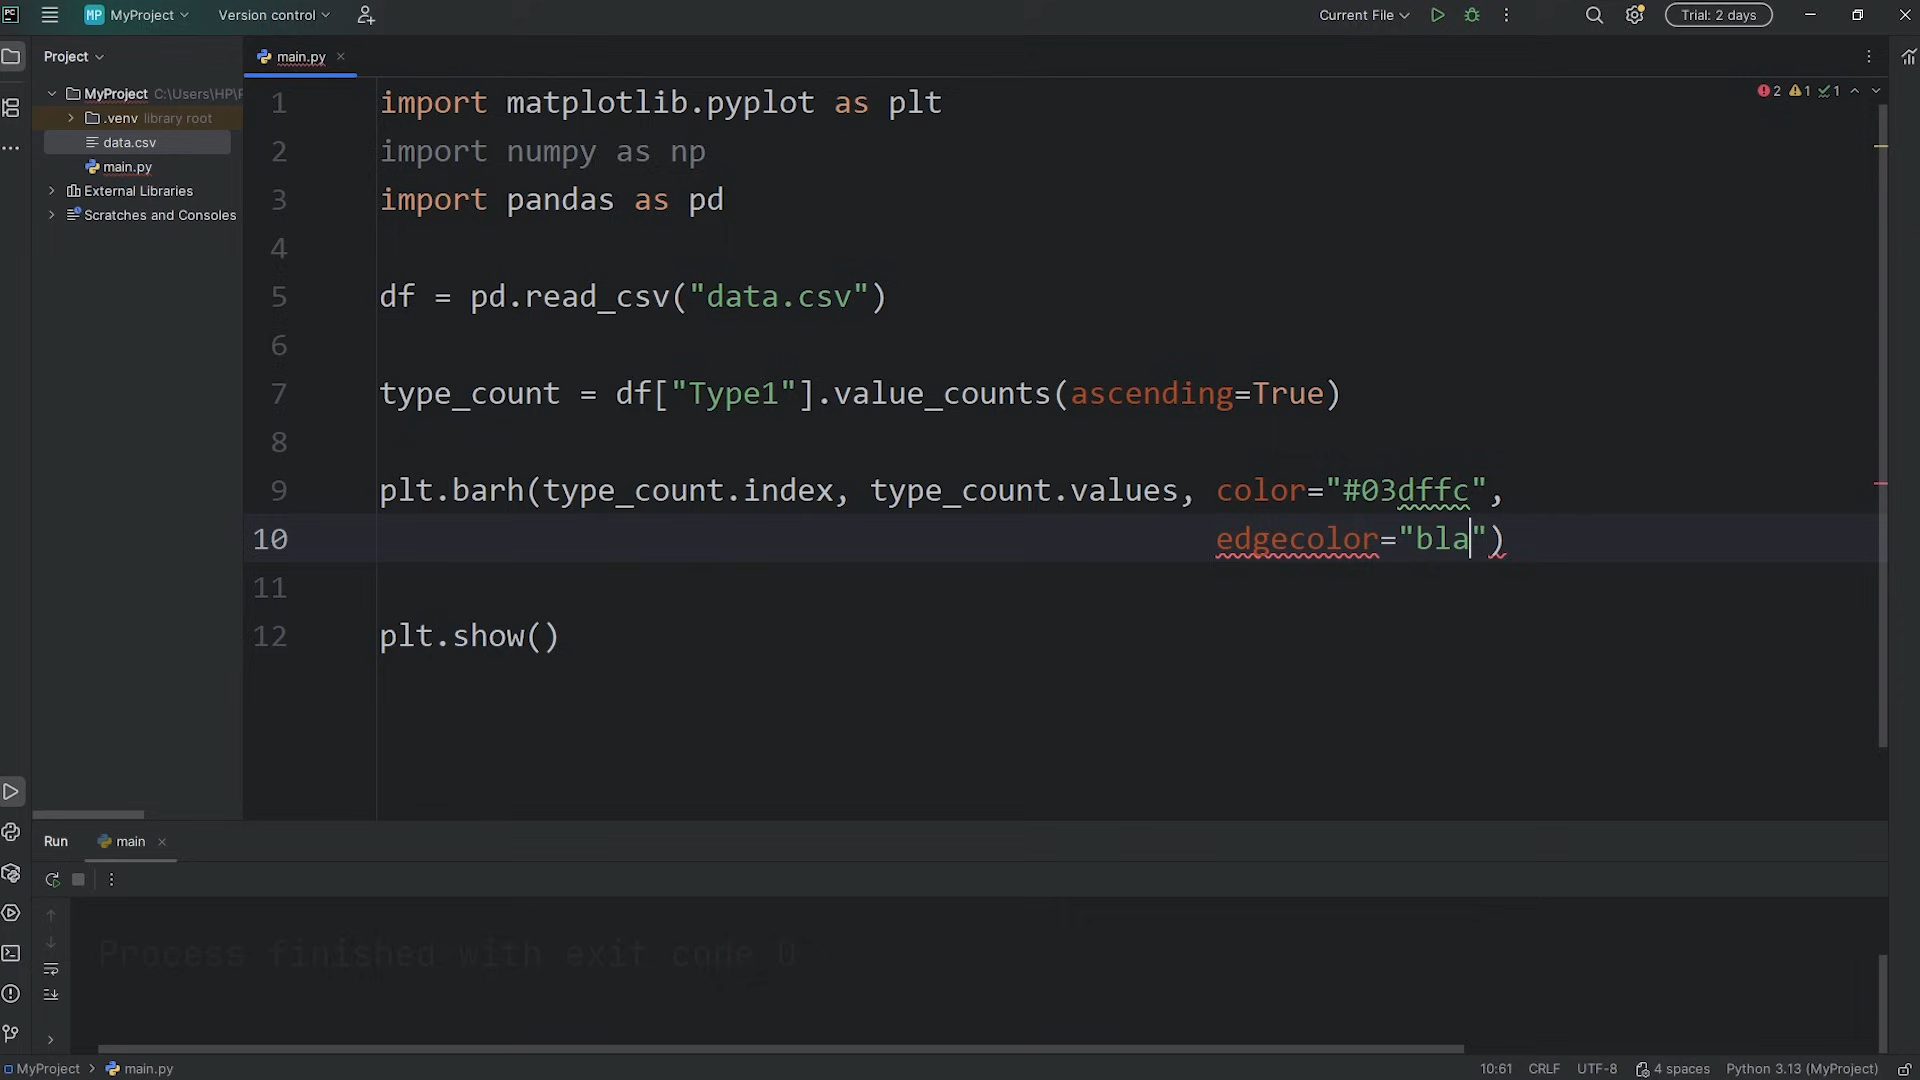 PC MP MyProject Version control Current File Trial: 2 days
Project main.py
MyProject C:\Users\HP\P
.venv library root
data.csv
main.py
External Libraries
Scratches and Consoles
2 1 1
1 import matplotlib.pyplot as plt
2 import numpy as np
3 import pandas as pd
4
5 df = pd.read_csv("data.csv")
6
7 type_count = df["Type1"].value_counts(ascending=True)
8
9 plt.barh(type_count.index, type_count.values, color="#03dffc",
10 edgecolor="bla")
11
12 plt.show()
Run main
Process finished with exit code 0
MyProject > main.py 10:61 CRLF UTF-8 4 spaces Python 3.13 (MyProject)